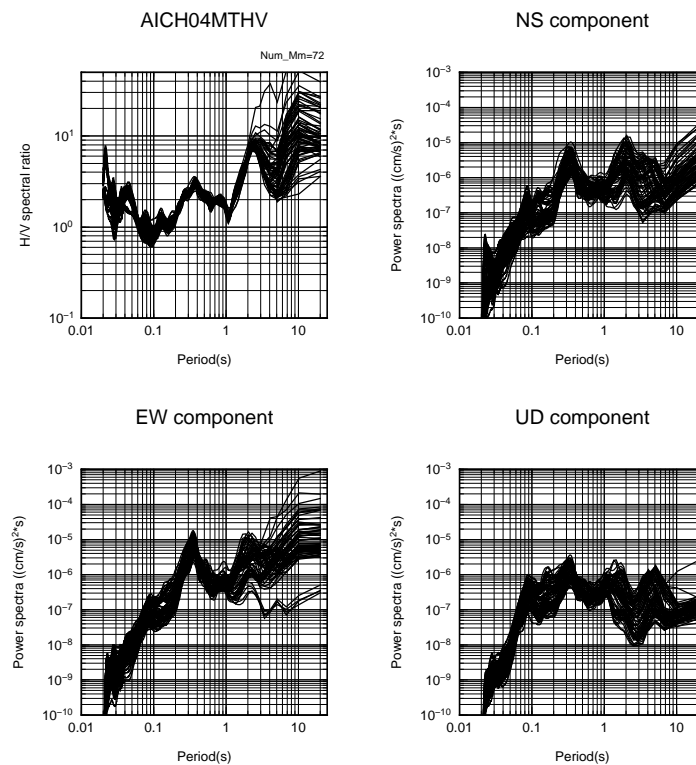 AICH04MTHV
Num_Mm=72
H/V spectral ratio
10¹
10⁰
10⁻¹
0.01 0.1 1 10
Period(s)
NS component
Power spectra ((cm/s)²*s)
10⁻³
10⁻⁴
10⁻⁵
10⁻⁶
10⁻⁷
10⁻⁸
10⁻⁹
10⁻¹⁰
0.01 0.1 1 10
Period(s)
EW component
Power spectra ((cm/s)²*s)
10⁻³
10⁻⁴
10⁻⁵
10⁻⁶
10⁻⁷
10⁻⁸
10⁻⁹
10⁻¹⁰
0.01 0.1 1 10
Period(s)
UD component
Power spectra ((cm/s)²*s)
10⁻³
10⁻⁴
10⁻⁵
10⁻⁶
10⁻⁷
10⁻⁸
10⁻⁹
10⁻¹⁰
0.01 0.1 1 10
Period(s)